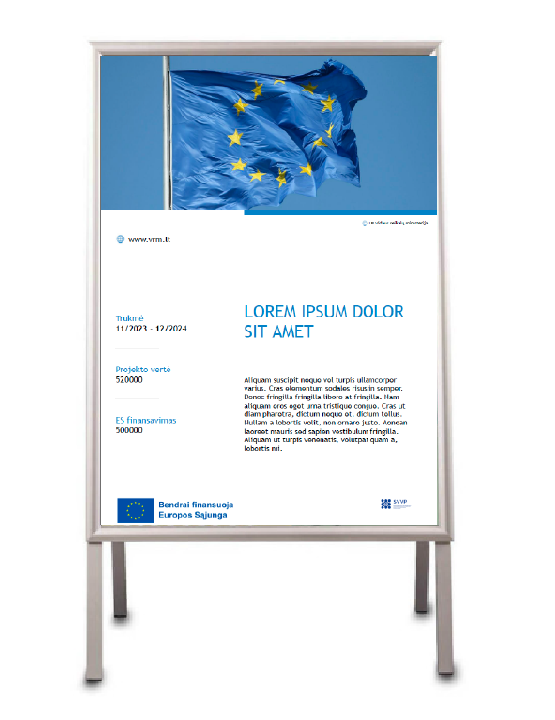 www.vrm.lt
Trukmė
11/2023 - 12/2024
LOREM IPSUM DOLOR
SIT AMET
Projekto vertė
520000
ES finansavimas
500000
Aliquam suscipit neque vel turpis ullamcorper
varius. Cras elementum sodales risus in semper.
Donec fringilla fringilla libero at fringilla. Nam
aliquam eros eget urna tristique congue. Cras ut
diam pharetra, dictum neque et, dictum tellus.
Nullam a lobortis velit, non ornare justo. Aenean
laoreet mauris sed sapien vestibulum fringilla.
Aliquam ut turpis venenatis, volutpat quam a,
lobortis mi.
Bendrai finansuoja
Europos Sąjunga
SVVP